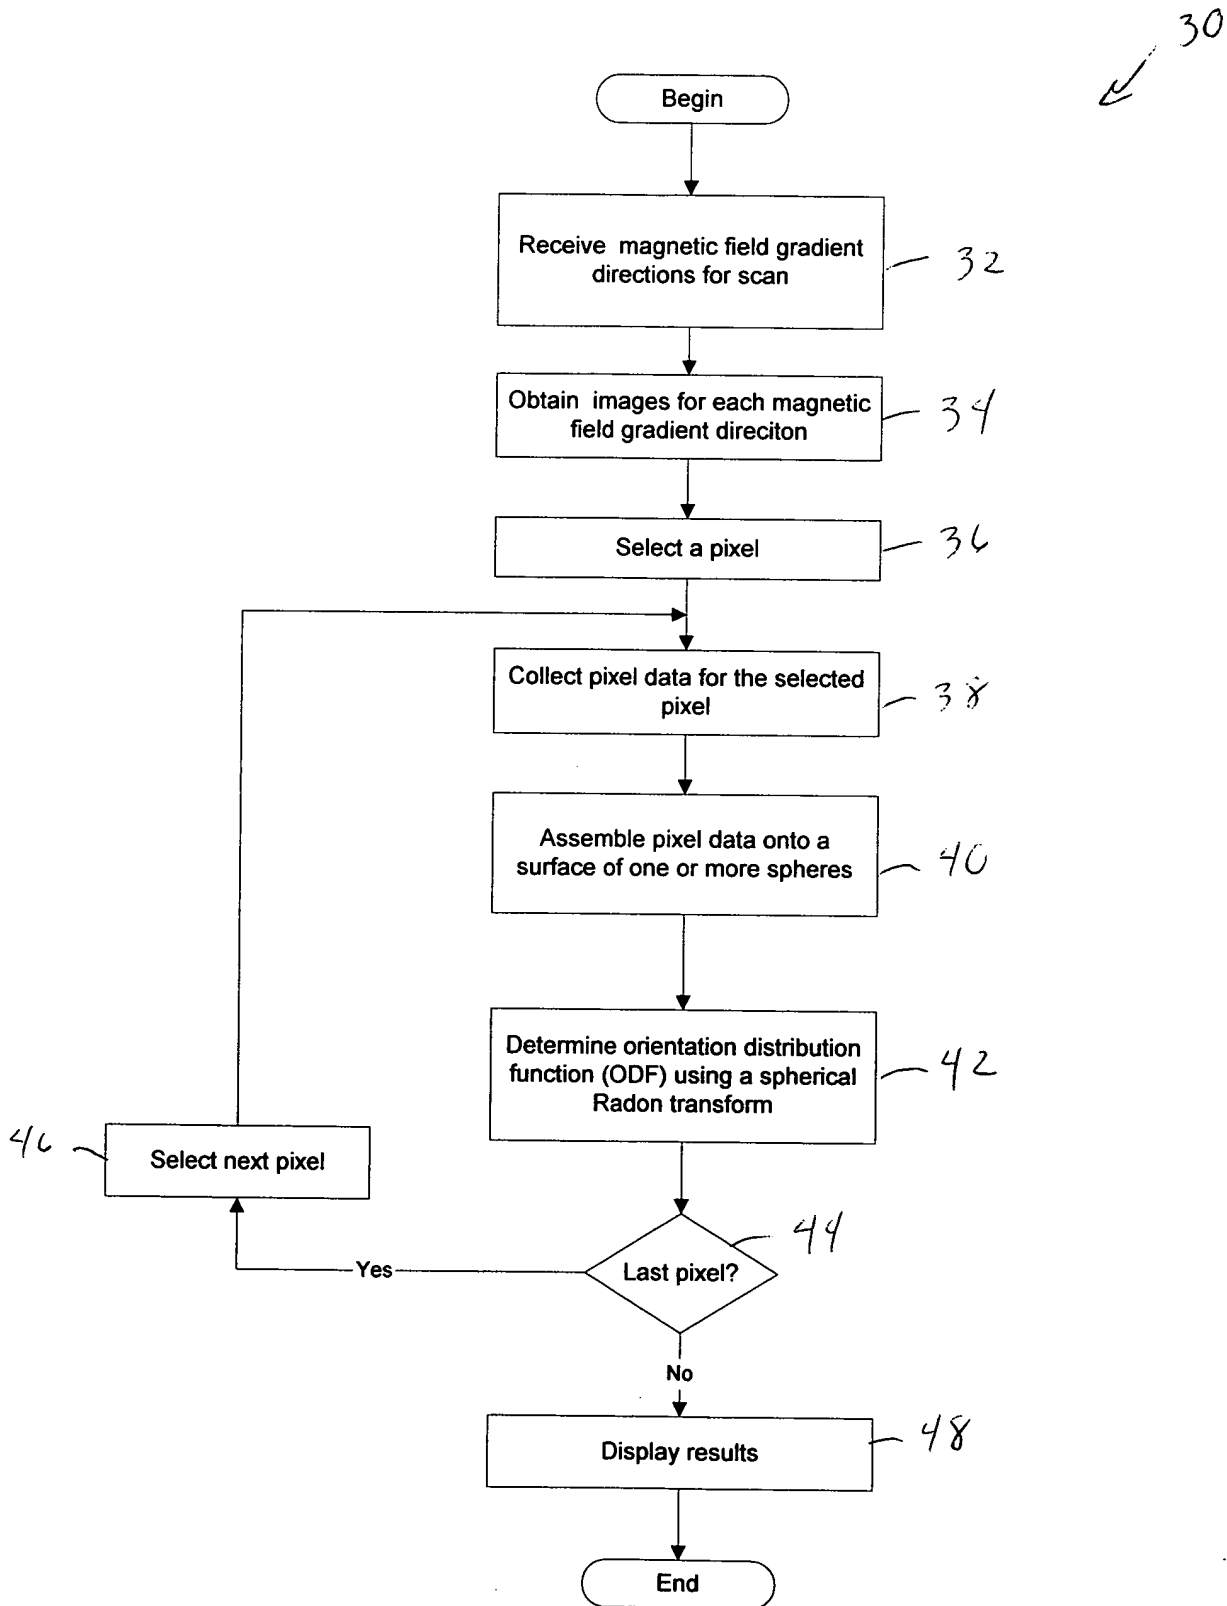 30
Begin
Receive magnetic field gradient
directions for scan
32
Obtain images for each magnetic
field gradient direciton
34
Select a pixel
36
Collect pixel data for the selected
pixel
38
Assemble pixel data onto a
surface of one or more spheres
40
Determine orientation distribution
function (ODF) using a spherical
Radon transform
42
46
Select next pixel
44
Last pixel?
Yes
No
Display results
48
End